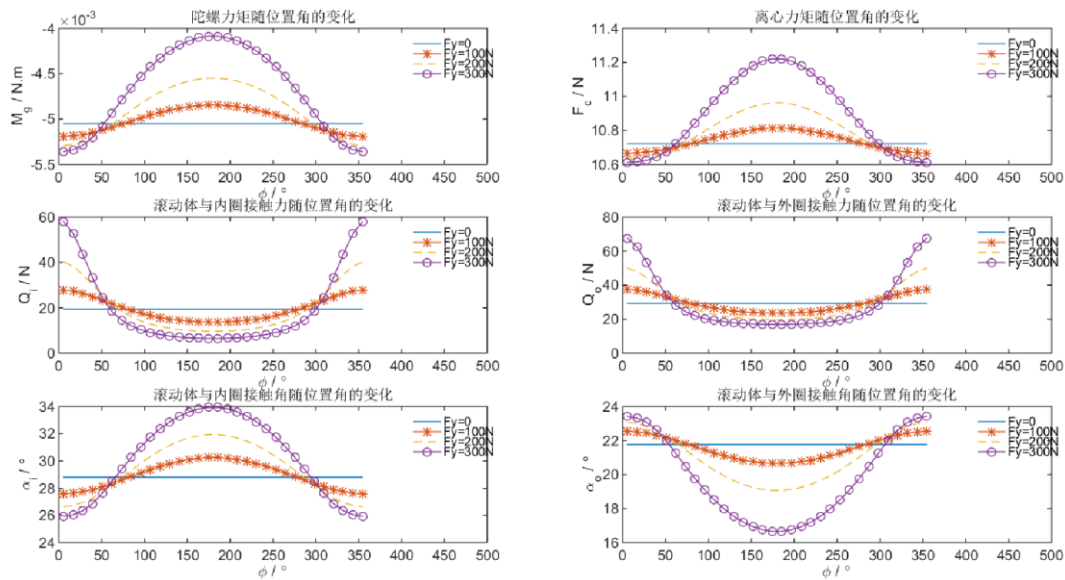 陀螺力矩随位置角的变化
×10⁻³
-4
-4.5
-5
-5.5
M_g / N.m
0 50 100 150 200 250 300 350 400 450 500
ϕ / °
Fy=0
Fy=100N
Fy=200N
Fy=300N
离心力矩随位置角的变化
11.4
11.2
11
10.8
10.6
F_c / N
0 50 100 150 200 250 300 350 400 450 500
ϕ / °
Fy=0
Fy=100N
Fy=200N
Fy=300N
滚动体与内圈接触力随位置角的变化
60
40
20
0
Q_i / N
0 50 100 150 200 250 300 350 400 450 500
ϕ / °
Fy=0
Fy=100N
Fy=200N
Fy=300N
滚动体与外圈接触力随位置角的变化
80
60
40
20
0
Q_o / N
0 50 100 150 200 250 300 350 400 450 500
ϕ / °
Fy=0
Fy=100N
Fy=200N
Fy=300N
滚动体与内圈接触角随位置角的变化
34
32
30
28
26
24
α_i / °
0 50 100 150 200 250 300 350 400 450 500
ϕ / °
Fy=0
Fy=100N
Fy=200N
Fy=300N
滚动体与外圈接触角随位置角的变化
24
22
20
18
16
α_o / °
0 50 100 150 200 250 300 350 400 450 500
ϕ / °
Fy=0
Fy=100N
Fy=200N
Fy=300N